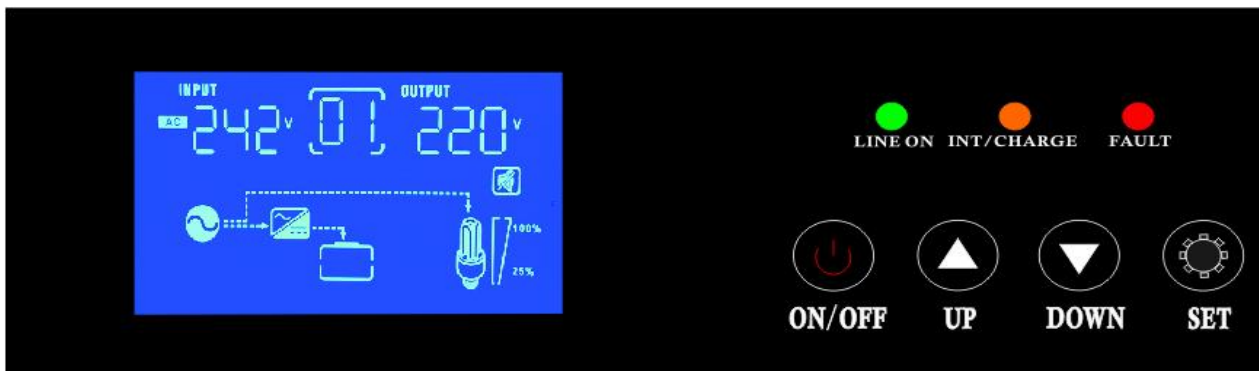 INPUT
AC 242 V
01
OUTPUT
220 V
100%
25%
LINE ON
INT/CHARGE
FAULT
ON/OFF
UP
DOWN
SET